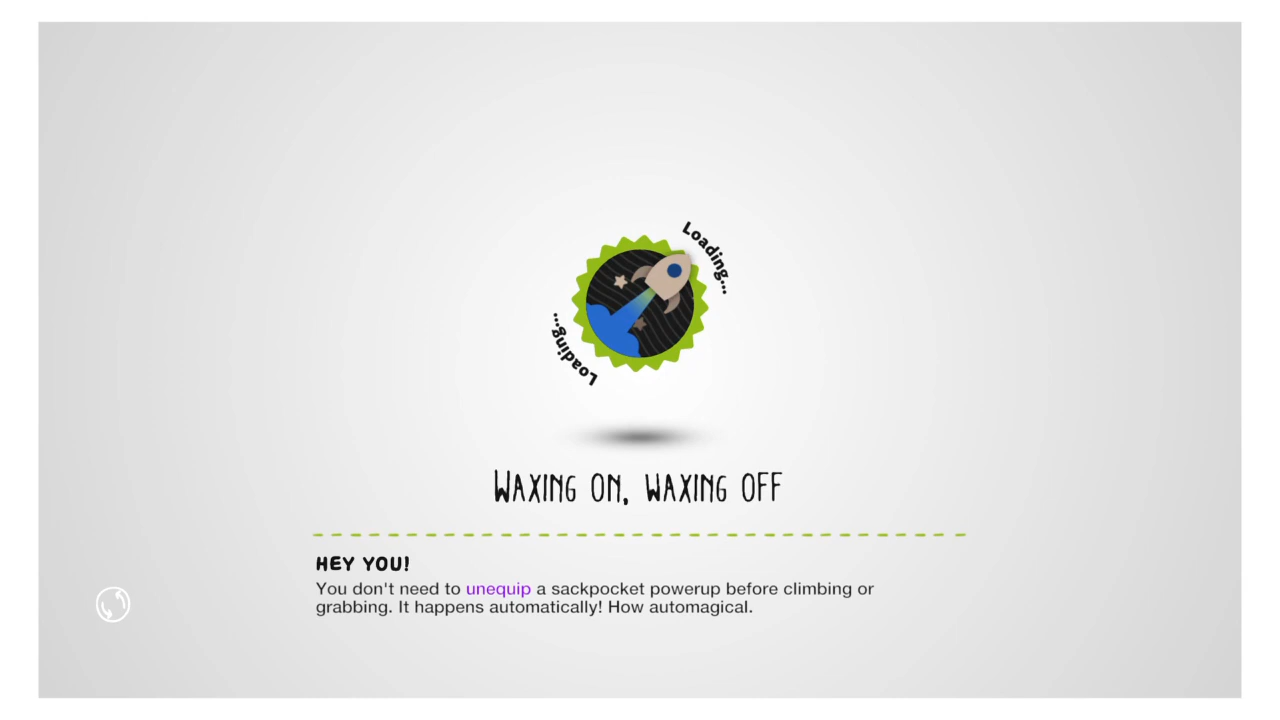 Loading...
Loading...
Waxing on, waxing off
HEY YOU!
You don't need to unequip a sackpocket powerup before climbing or
grabbing. It happens automatically! How automagical.